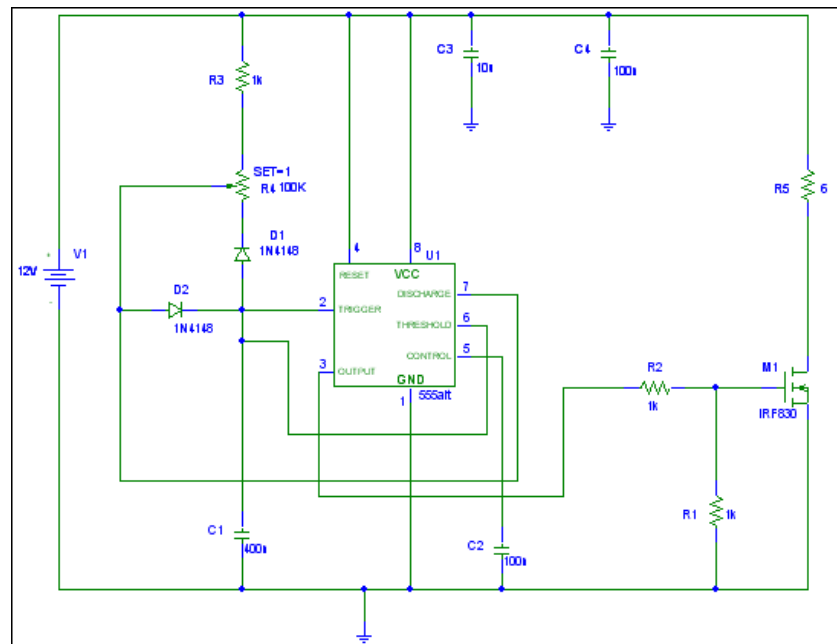 C3
10n
C4
100n
R3
1k
SET=1
R4 100K
R5
6
D1
1N4148
4
8
U1
V1
12V
RESET
VCC
DISCHARGE
7
D2
1N4148
2
TRIGGER
THRESHOLD
6
CONTROL
5
3
OUTPUT
GND
1
555alt
R2
1k
M1
IRF830
C1
400n
C2
100n
R1
1k